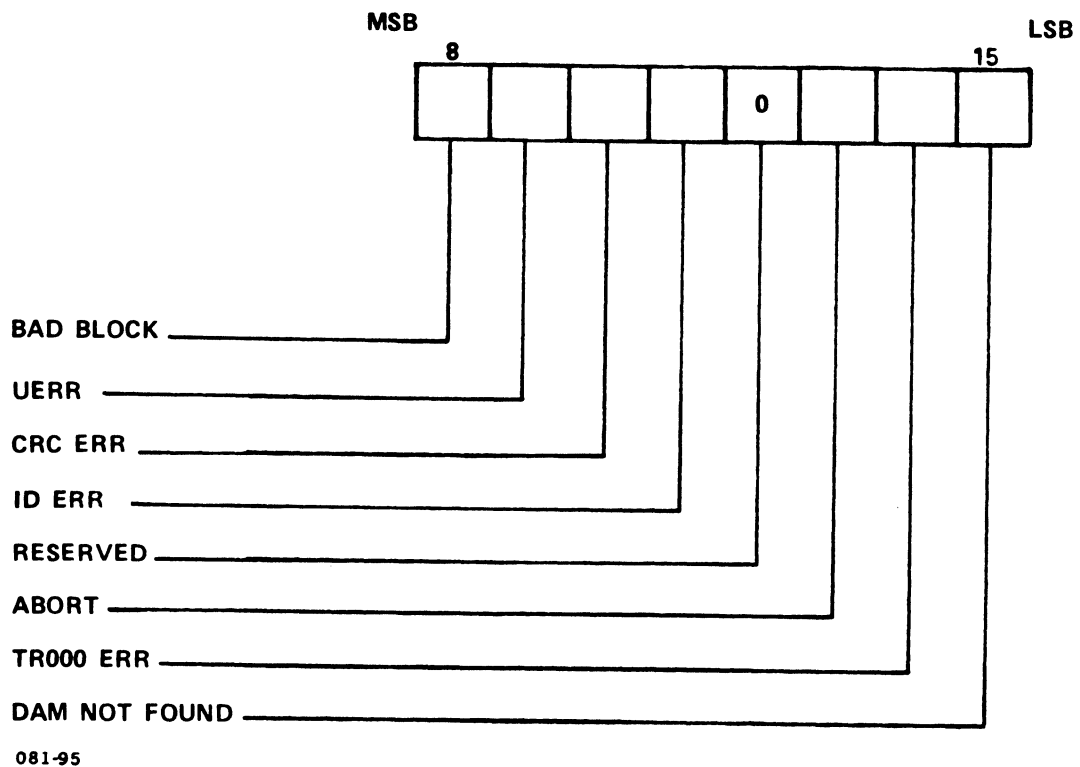 MSB
LSB
8
15
0
BAD BLOCK
UERR
CRC ERR
ID ERR
RESERVED
ABORT
TR000 ERR
DAM NOT FOUND
081-95